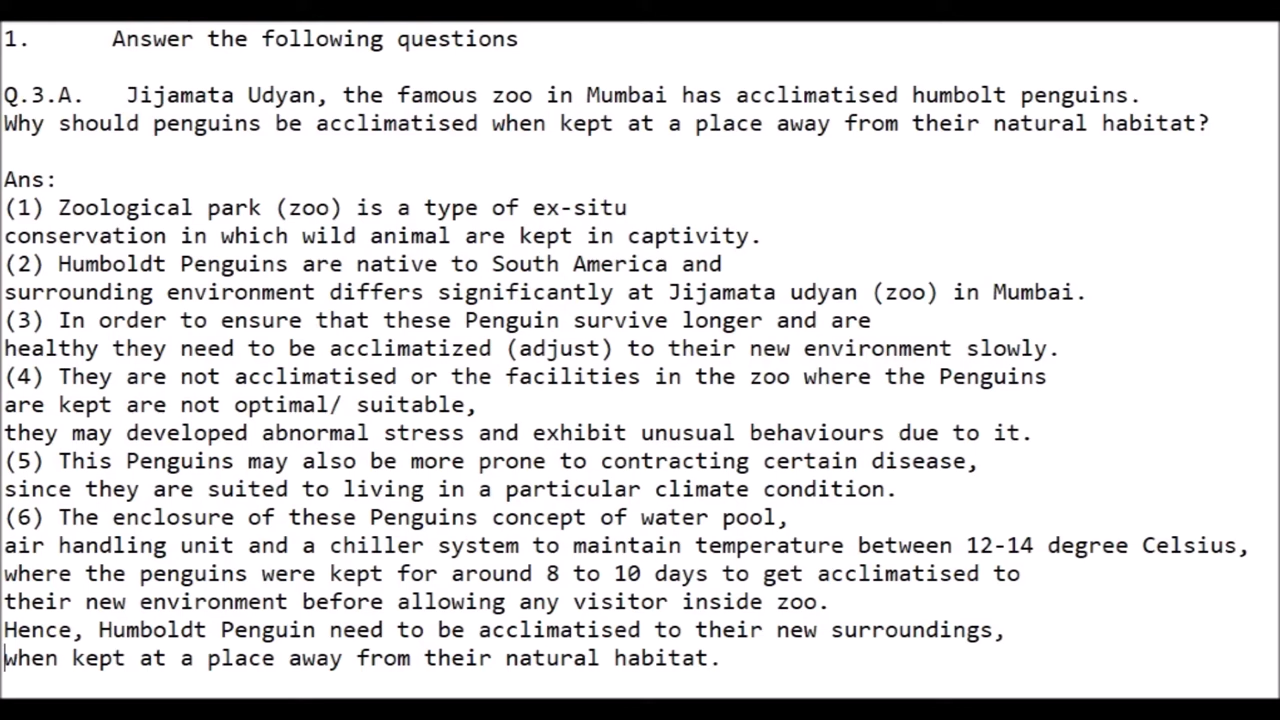 1.      Answer the following questions
Q.3.A.   Jijamata Udyan, the famous zoo in Mumbai has acclimatised humbolt penguins.
Why should penguins be acclimatised when kept at a place away from their natural habitat?
Ans:
(1) Zoological park (zoo) is a type of ex-situ
conservation in which wild animal are kept in captivity.
(2) Humboldt Penguins are native to South America and
surrounding environment differs significantly at Jijamata udyan (zoo) in Mumbai.
(3) In order to ensure that these Penguin survive longer and are
healthy they need to be acclimatized (adjust) to their new environment slowly.
(4) They are not acclimatised or the facilities in the zoo where the Penguins
are kept are not optimal/ suitable,
they may developed abnormal stress and exhibit unusual behaviours due to it.
(5) This Penguins may also be more prone to contracting certain disease,
since they are suited to living in a particular climate condition.
(6) The enclosure of these Penguins concept of water pool,
air handling unit and a chiller system to maintain temperature between 12-14 degree Celsius,
where the penguins were kept for around 8 to 10 days to get acclimatised to
their new environment before allowing any visitor inside zoo.
Hence, Humboldt Penguin need to be acclimatised to their new surroundings,
when kept at a place away from their natural habitat.